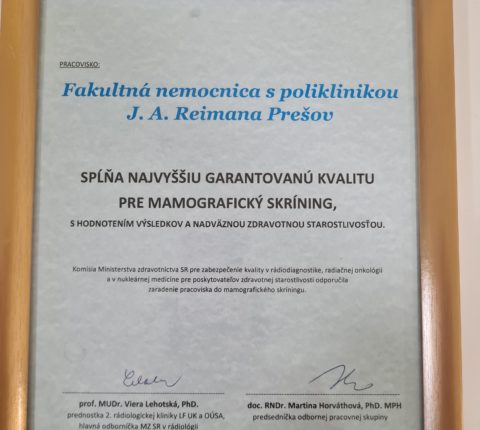 PRACOVISKO:
Fakultná nemocnica s poliklinikou
J. A. Reimana Prešov
SPĹŇA NAJVYŠŠIU GARANTOVANÚ KVALITU
PRE MAMOGRAFICKÝ SKRÍNING,
S HODNOTENÍM VÝSLEDKOV A NADVÄZNOU ZDRAVOTNOU STAROSTLIVOSŤOU.
Komisia Ministerstva zdravotníctva SR pre zabezpečenie kvality v rádiodiagnostike, radiačnej onkológii
a v nukleárnej medicíne pre poskytovateľov zdravotnej starostlivosti odporučila
zaradenie pracoviska do mamografického skríningu.
prof. MUDr. Viera Lehotská, PhD.
prednostka 2. rádiologickej kliniky LF UK a OÚSA,
hlavná odborníčka MZ SR v rádiológii
doc. RNDr. Martina Horváthová, PhD. MPH
predsedníčka odbornej pracovnej skupiny